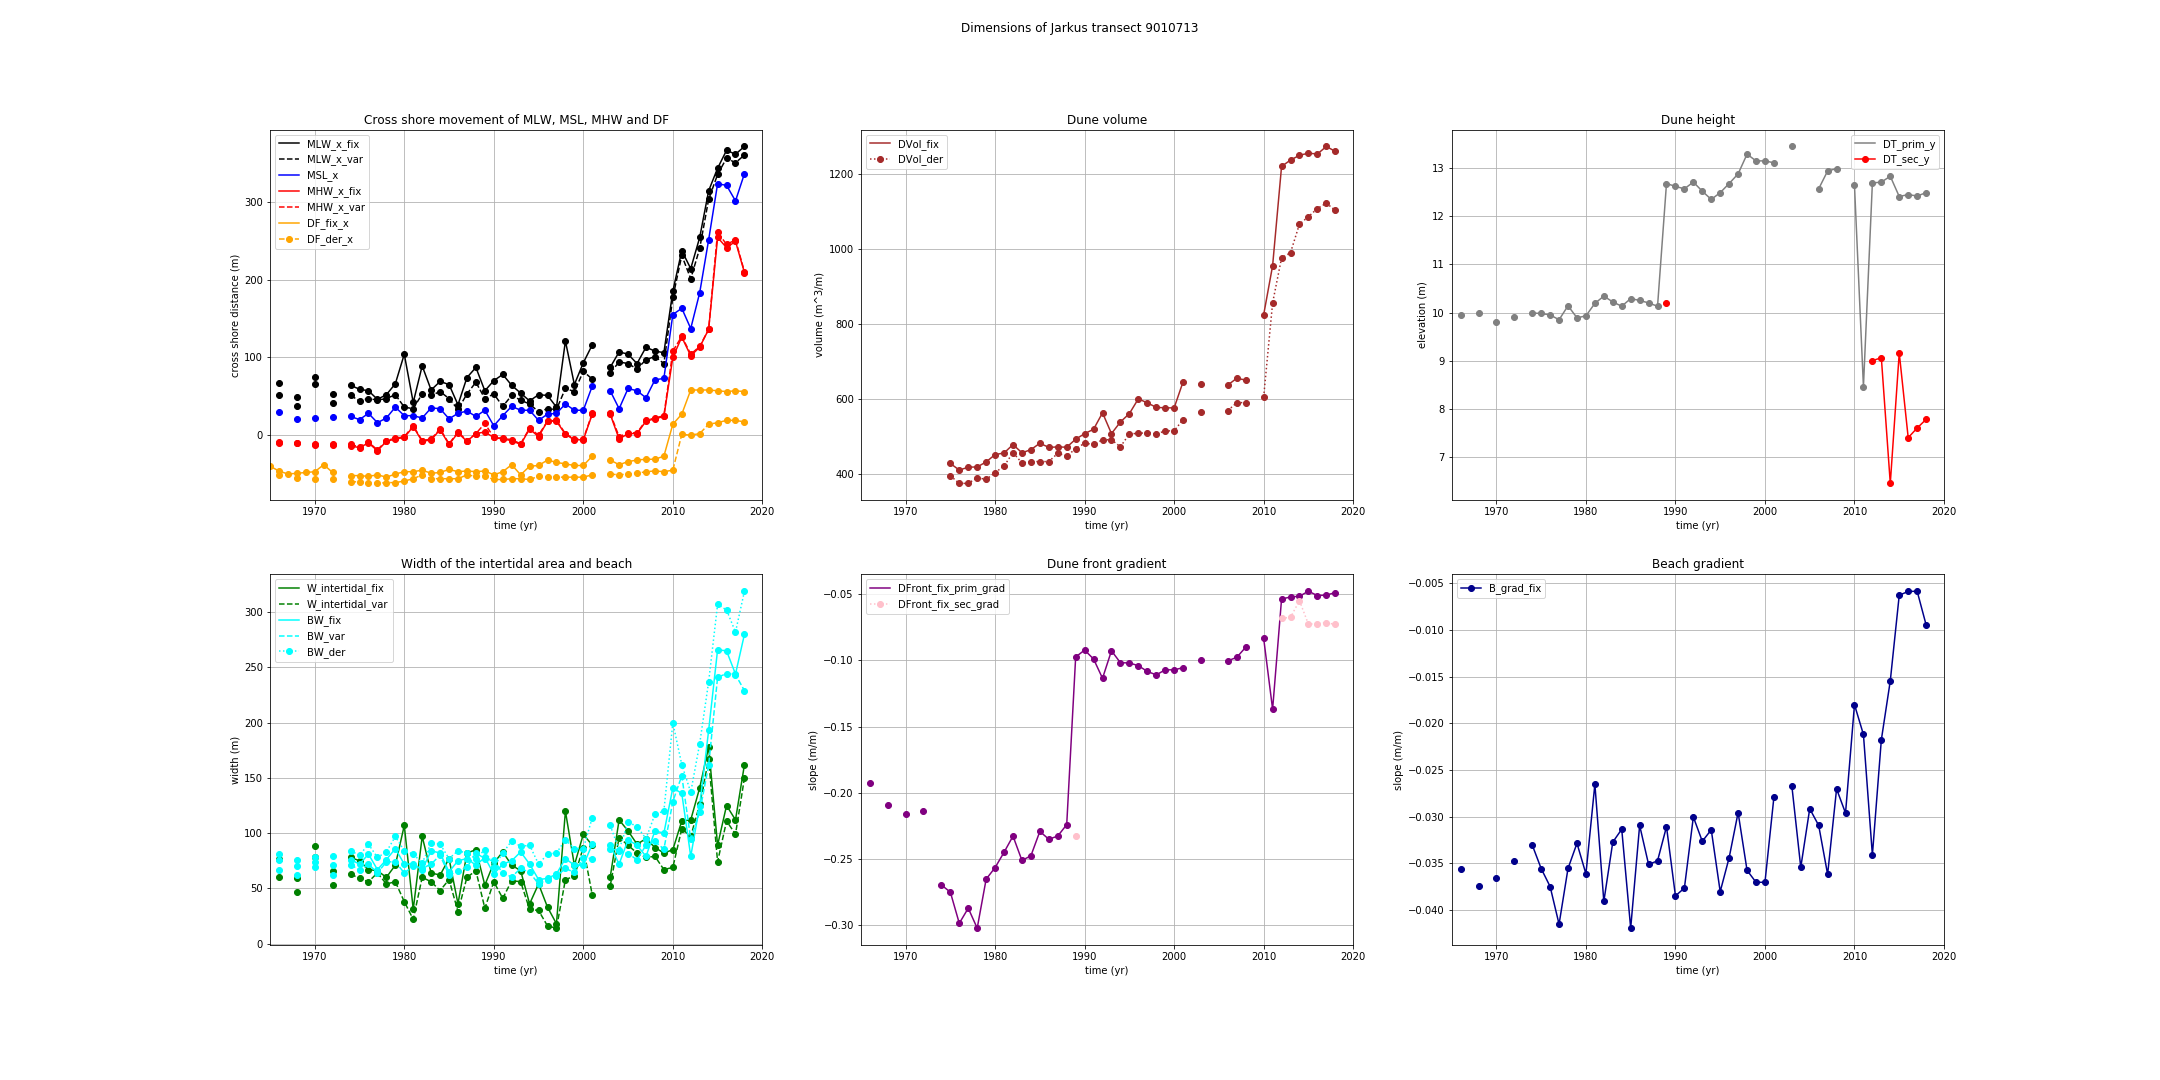 Dimensions of Jarkus transect 9010713
Cross shore movement of MLW, MSL, MHW and DF
MLW_x_fix
MLW_x_var
MSL_x
MHW_x_fix
MHW_x_var
DF_fix_x
DF_der_x
cross shore distance (m)
300
200
100
0
1970
1980
1990
2000
2010
2020
time (yr)
Dune volume
DVol_fix
DVol_der
volume (m^3/m)
1200
1000
800
600
400
1970
1980
1990
2000
2010
2020
time (yr)
Dune height
DT_prim_y
DT_sec_y
elevation (m)
13
12
11
10
9
8
7
1970
1980
1990
2000
2010
2020
time (yr)
Width of the intertidal area and beach
W_intertidal_fix
W_intertidal_var
BW_fix
BW_var
BW_der
width (m)
300
250
200
150
100
50
0
1970
1980
1990
2000
2010
2020
time (yr)
Dune front gradient
DFront_fix_prim_grad
DFront_fix_sec_grad
slope (m/m)
−0.05
−0.10
−0.15
−0.20
−0.25
−0.30
1970
1980
1990
2000
2010
2020
time (yr)
Beach gradient
B_grad_fix
slope (m/m)
−0.005
−0.010
−0.015
−0.020
−0.025
−0.030
−0.035
−0.040
1970
1980
1990
2000
2010
2020
time (yr)